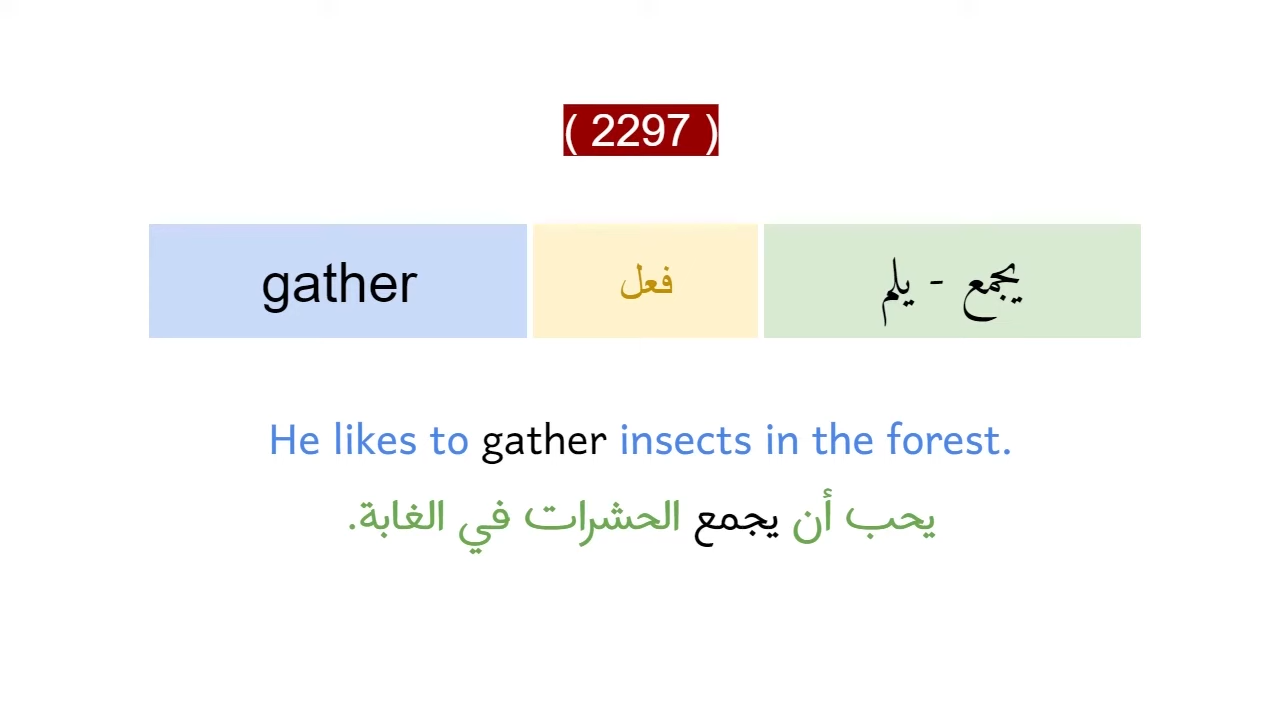 ( 2297 )
gather فعل يجمع - يلم
He likes to gather insects in the forest.
يحب أن يجمع الحشرات في الغابة.